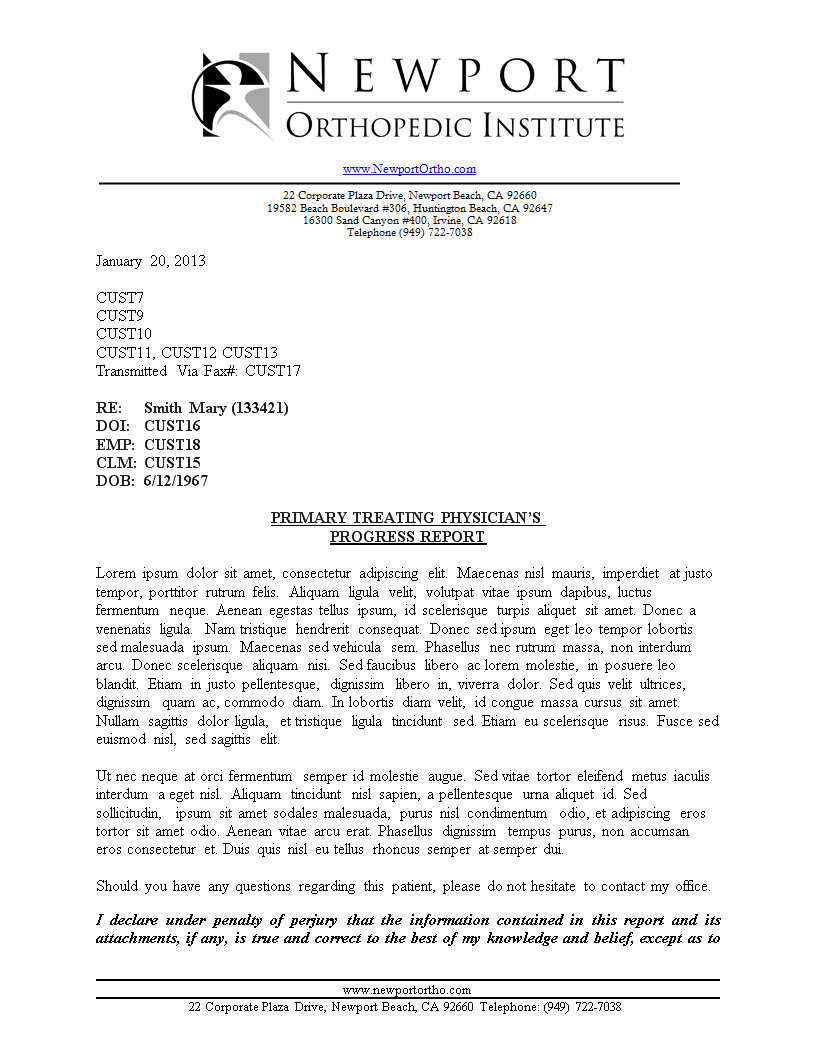 NEWPORT
ORTHOPEDIC INSTITUTE
www.NewportOrtho.com
22 Corporate Plaza Drive, Newport Beach, CA 92660
19582 Beach Boulevard #306, Huntington Beach, CA 92647
16300 Sand Canyon #400, Irvine, CA 92618
Telephone (949) 722-7038
January 20, 2013
CUST7
CUST9
CUST10
CUST11, CUST12 CUST13
Transmitted Via Fax#: CUST17
RE: Smith Mary (133421)
DOI: CUST16
EMP: CUST18
CLM: CUST15
DOB: 6/12/1967
PRIMARY TREATING PHYSICIAN'S
PROGRESS REPORT
Lorem ipsum dolor sit amet, consectetur adipiscing elit. Maecenas nisl mauris, imperdiet at justo
tempor, porttitor rutrum felis. Aliquam ligula velit, volutpat vitae ipsum dapibus, luctus
fermentum neque. Aenean egestas tellus ipsum, id scelerisque turpis aliquet sit amet. Donec a
venenatis ligula. Nam tristique hendrerit consequat. Donec sed ipsum eget leo tempor lobortis
sed malesuada ipsum. Maecenas sed vehicula sem. Phasellus nec rutrum massa, non interdum
arcu. Donec scelerisque aliquam nisi. Sed faucibus libero ac lorem molestie, in posuere leo
blandit. Etiam in justo pellentesque, dignissim libero in, viverra dolor. Sed quis velit ultrices,
dignissim quam ac, commodo diam. In lobortis diam velit, id congue massa cursus sit amet.
Nullam sagittis dolor ligula, et tristique ligula tincidunt sed. Etiam eu scelerisque risus. Fusce sed
euismod nisl, sed sagittis elit.
Ut nec neque at orci fermentum semper id molestie augue. Sed vitae tortor eleifend metus iaculis
interdum a eget nisl. Aliquam tincidunt nisl sapien, a pellentesque urna aliquet id. Sed
sollicitudin, ipsum sit amet sodales malesuada, purus nisl condimentum odio, et adipiscing eros
tortor sit amet odio. Aenean vitae arcu erat. Phasellus dignissim tempus purus, non accumsan
eros consectetur et. Duis quis nisl eu tellus rhoncus semper at semper dui.
Should you have any questions regarding this patient, please do not hesitate to contact my office.
I declare under penalty of perjury that the information contained in this report and its
attachments, if any, is true and correct to the best of my knowledge and belief, except as to
www.newportortho.com
22 Corporate Plaza Drive, Newport Beach, CA 92660 Telephone: (949) 722-7038